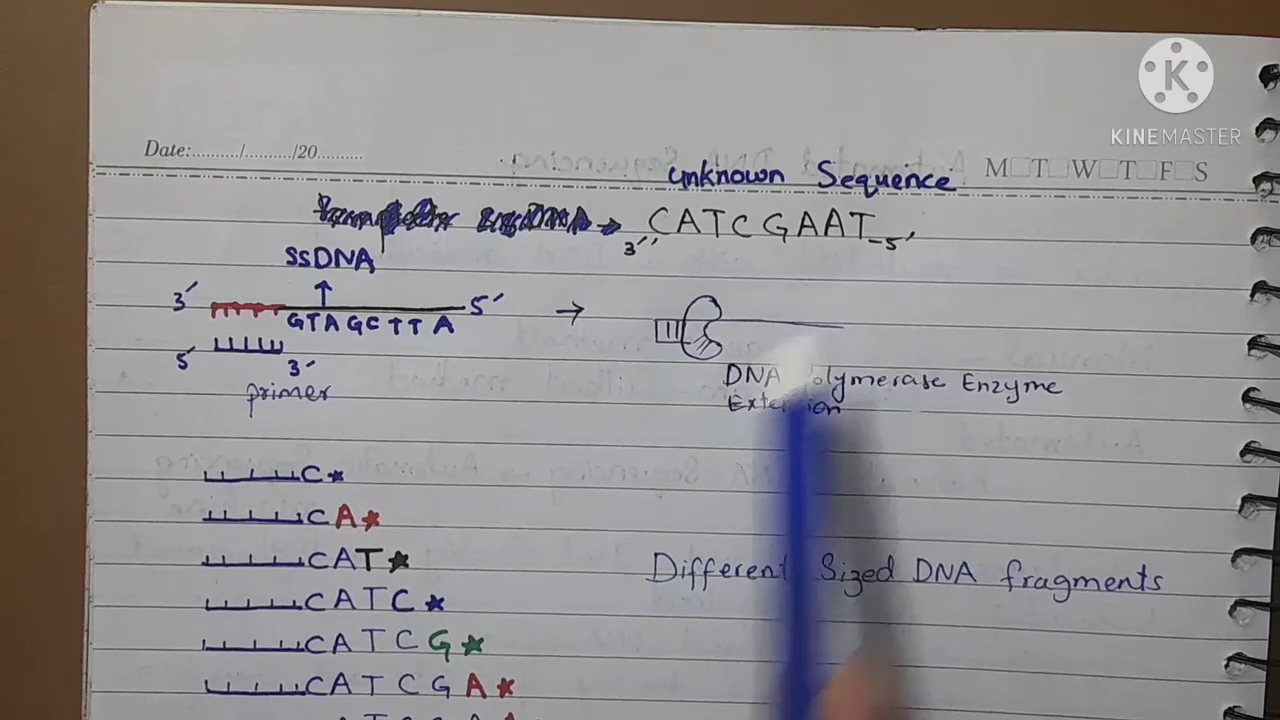 KINEMASTER
Date:........../........../20..........
M T W T F S
Unknown Sequence
→ CATCGAAT
3'' -5'
SSDNA
3' 5' →
GTAGCTTA
5' 3'
primer
DNA Polymerase Enzyme
Extension
C★
CA★
CAT★
Different Sized DNA fragments
CATC★
CATCG★
CATCGA★